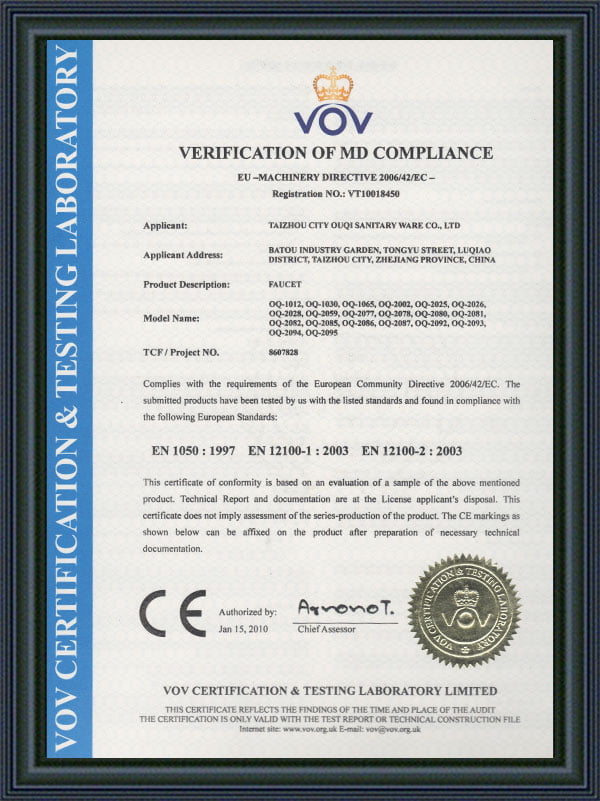 VOV CERTIFICATION & TESTING LABORATORY
VOV
VERIFICATION OF MD COMPLIANCE
EU –MACHINERY DIRECTIVE 2006/42/EC –
Registration NO.: VT10018450
Applicant: TAIZHOU CITY OUQI SANITARY WARE CO., LTD
Applicant Address: BATOU INDUSTRY GARDEN, TONGYU STREET, LUQIAO
DISTRICT, TAIZHOU CITY, ZHEJIANG PROVINCE, CHINA
Product Description: FAUCET
Model Name: OQ-1012, OQ-1030, OQ-1065, OQ-2002, OQ-2025, OQ-2026,
OQ-2028, OQ-2059, OQ-2077, OQ-2078, OQ-2080, OQ-2081,
OQ-2082, OQ-2085, OQ-2086, OQ-2087, OQ-2092, OQ-2093,
OQ-2094, OQ-2095
TCF / Project NO. 8607828
Complies with the requirements of the European Community Directive 2006/42/EC. The
submitted products have been tested by us with the listed standards and found in compliance with
the following European Standards:
EN 1050 : 1997 EN 12100-1 : 2003 EN 12100-2 : 2003
This certificate of conformity is based on an evaluation of a sample of the above mentioned
product. Technical Report and documentation are at the License applicant's disposal. This
certificate does not imply assessment of the series-production of the product. The CE markings as
shown below can be affixed on the product after preparation of necessary technical
documentation.
CE
Authorized by:
Jan 15, 2010
Chief Assessor
VOV CERTIFICATION & TESTING LABORATORY
VOV
VOV CERTIFICATION & TESTING LABORATORY LIMITED
THIS CERTIFICATE REFLECTS THE FINDINGS OF THE TIME AND PLACE OF THE AUDIT
THE CERTIFICATION IS ONLY VALID WITH THE TEST REPORT OR TECHNICAL CONSTRUCTION FILE
Internet site: www.vov.org.uk E-mail: vov@vov.org.uk